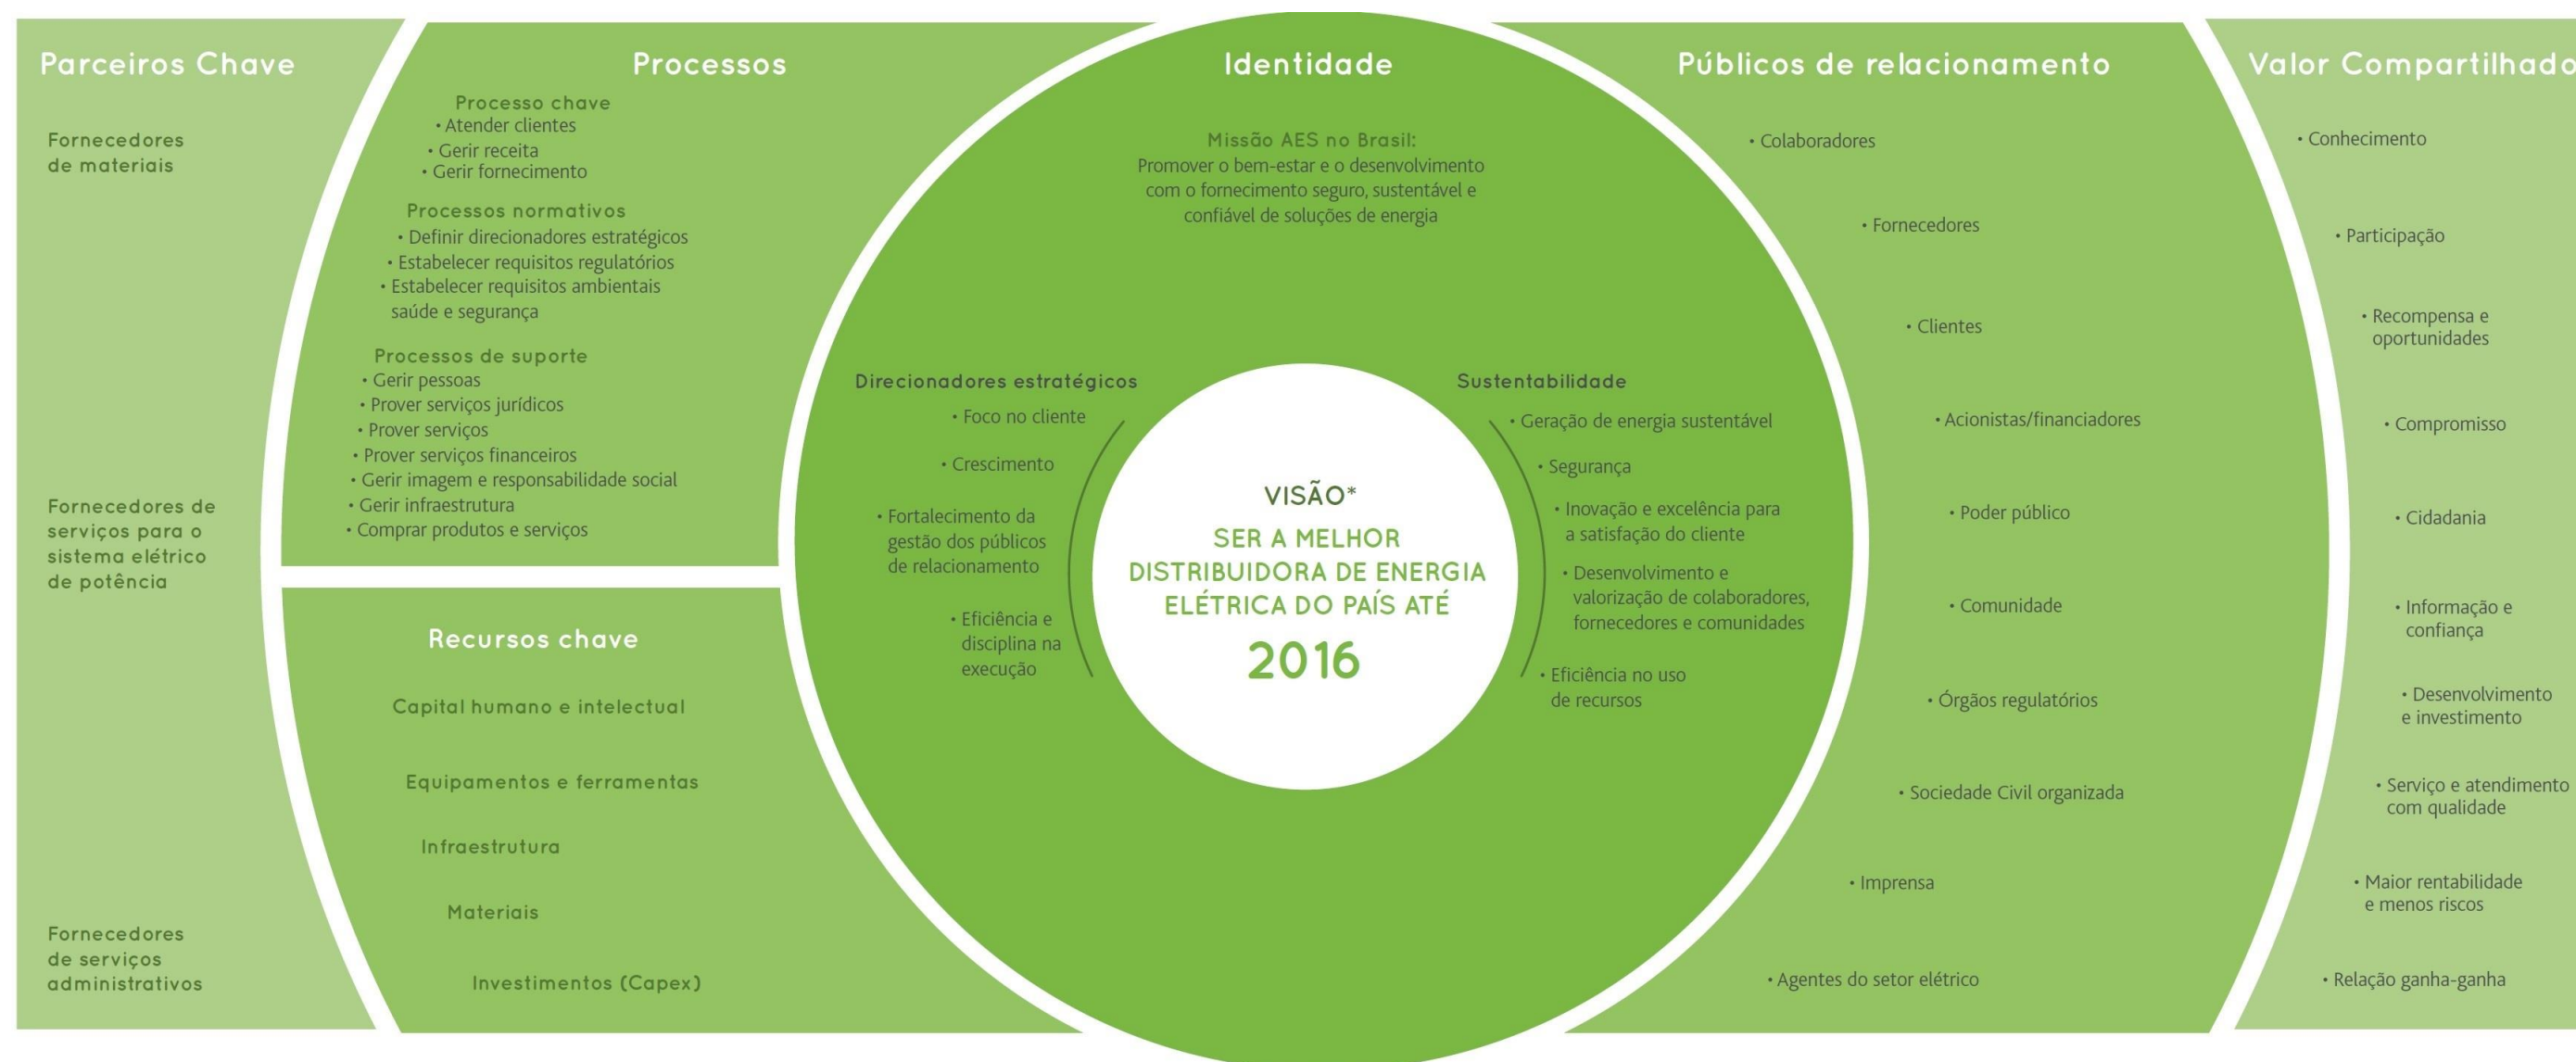 Parceiros Chave
Fornecedores
de materiais
Fornecedores de
serviços para o
sistema elétrico
de potência
Fornecedores
de serviços
administrativos
Processos
Processo chave
• Atender clientes
• Gerir receita
• Gerir fornecimento
Processos normativos
• Definir direcionadores estratégicos
• Estabelecer requisitos regulatórios
• Estabelecer requisitos ambientais
saúde e segurança
Processos de suporte
• Gerir pessoas
• Prover serviços jurídicos
• Prover serviços
• Prover serviços financeiros
• Gerir imagem e responsabilidade social
• Gerir infraestrutura
• Comprar produtos e serviços
Recursos chave
Capital humano e intelectual
Equipamentos e ferramentas
Infraestrutura
Materiais
Investimentos (Capex)
Identidade
Missão AES no Brasil:
Promover o bem-estar e o desenvolvimento
com o fornecimento seguro, sustentável e
confiável de soluções de energia
Direcionadores estratégicos
• Foco no cliente
• Crescimento
• Fortalecimento da
gestão dos públicos
de relacionamento
• Eficiência e
disciplina na
execução
VISÃO*
SER A MELHOR
DISTRIBUIDORA DE ENERGIA
ELÉTRICA DO PAÍS ATÉ
2016
Sustentabilidade
• Geração de energia sustentável
• Segurança
• Inovação e excelência para
a satisfação do cliente
• Desenvolvimento e
valorização de colaboradores,
fornecedores e comunidades
• Eficiência no uso
de recursos
Públicos de relacionamento
• Colaboradores
• Fornecedores
• Clientes
• Acionistas/financiadores
• Poder público
• Comunidade
• Órgãos regulatórios
• Sociedade Civil organizada
• Imprensa
• Agentes do setor elétrico
Valor Compartilhado
• Conhecimento
• Participação
• Recompensa e
oportunidades
• Compromisso
• Cidadania
• Informação e
confiança
• Desenvolvimento
e investimento
• Serviço e atendimento
com qualidade
• Maior rentabilidade
e menos riscos
• Relação ganha-ganha